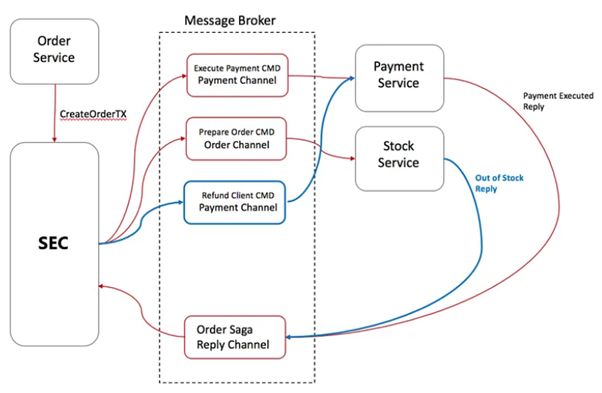 Message Broker
Order
Service
CreateOrderTX
SEC
Execute Payment CMD
Payment Channel
Prepare Order CMD
Order Channel
Refund Client CMD
Payment Channel
Order Saga
Reply Channel
Payment
Service
Stock
Service
Payment Executed
Reply
Out of Stock
Reply